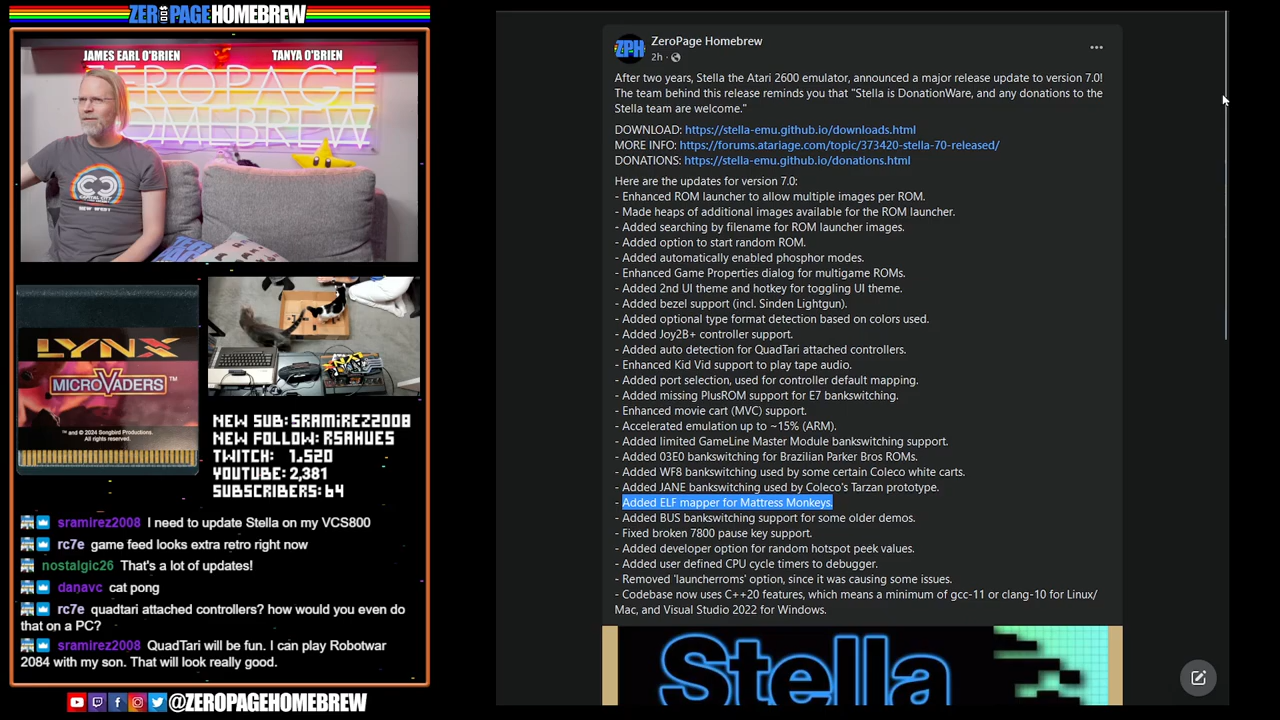 ZEROPAGE HOMEBREW
JAMES EARL O'BRIEN
TANYA O'BRIEN
ZEROPAGE
HOMEBREW
CAPITAL CITY
LYNX
MICROVADERS™
™ and © 2024 Songbird Productions.
All rights reserved.
NEW SUB: SRAMIREZ2008
NEW FOLLOW: RSAHUES
TWITCH: 1,520
YOUTUBE: 2,381
SUBSCRIBERS: 64
sramirez2008 I need to update Stella on my VCS800
rc7e game feed looks extra retro right now
nostalgic26 That's a lot of updates!
danavc cat pong
rc7e quadtari attached controllers? how would you even do
that on a PC?
sramirez2008 QuadTari will be fun. I can play Robotwar
2084 with my son. That will look really good.
@ZEROPAGEHOMEBREW
ZPH
ZeroPage Homebrew
2h
After two years, Stella the Atari 2600 emulator, announced a major release update to version 7.0!
The team behind this release reminds you that "Stella is DonationWare, and any donations to the
Stella team are welcome."
DOWNLOAD: https://stella-emu.github.io/downloads.html
MORE INFO: https://forums.atariage.com/topic/373420-stella-70-released/
DONATIONS: https://stella-emu.github.io/donations.html
Here are the updates for version 7.0:
- Enhanced ROM launcher to allow multiple images per ROM.
- Made heaps of additional images available for the ROM launcher.
- Added searching by filename for ROM launcher images.
- Added option to start random ROM.
- Added automatically enabled phosphor modes.
- Enhanced Game Properties dialog for multigame ROMs.
- Added 2nd UI theme and hotkey for toggling UI theme.
- Added bezel support (incl. Sinden Lightgun).
- Added optional type format detection based on colors used.
- Added Joy2B+ controller support.
- Added auto detection for QuadTari attached controllers.
- Enhanced Kid Vid support to play tape audio.
- Added port selection, used for controller default mapping.
- Added missing PlusROM support for E7 bankswitching.
- Enhanced movie cart (MVC) support.
- Accelerated emulation up to ~15% (ARM).
- Added limited GameLine Master Module bankswitching support.
- Added 03E0 bankswitching for Brazilian Parker Bros ROMs.
- Added WF8 bankswitching used by some certain Coleco white carts.
- Added JANE bankswitching used by Coleco's Tarzan prototype.
- Added ELF mapper for Mattress Monkeys.
- Added BUS bankswitching support for some older demos.
- Fixed broken 7800 pause key support.
- Added developer option for random hotspot peek values.
- Added user defined CPU cycle timers to debugger.
- Removed 'launcherroms' option, since it was causing some issues.
- Codebase now uses C++20 features, which means a minimum of gcc-11 or clang-10 for Linux/
Mac, and Visual Studio 2022 for Windows.
Stella